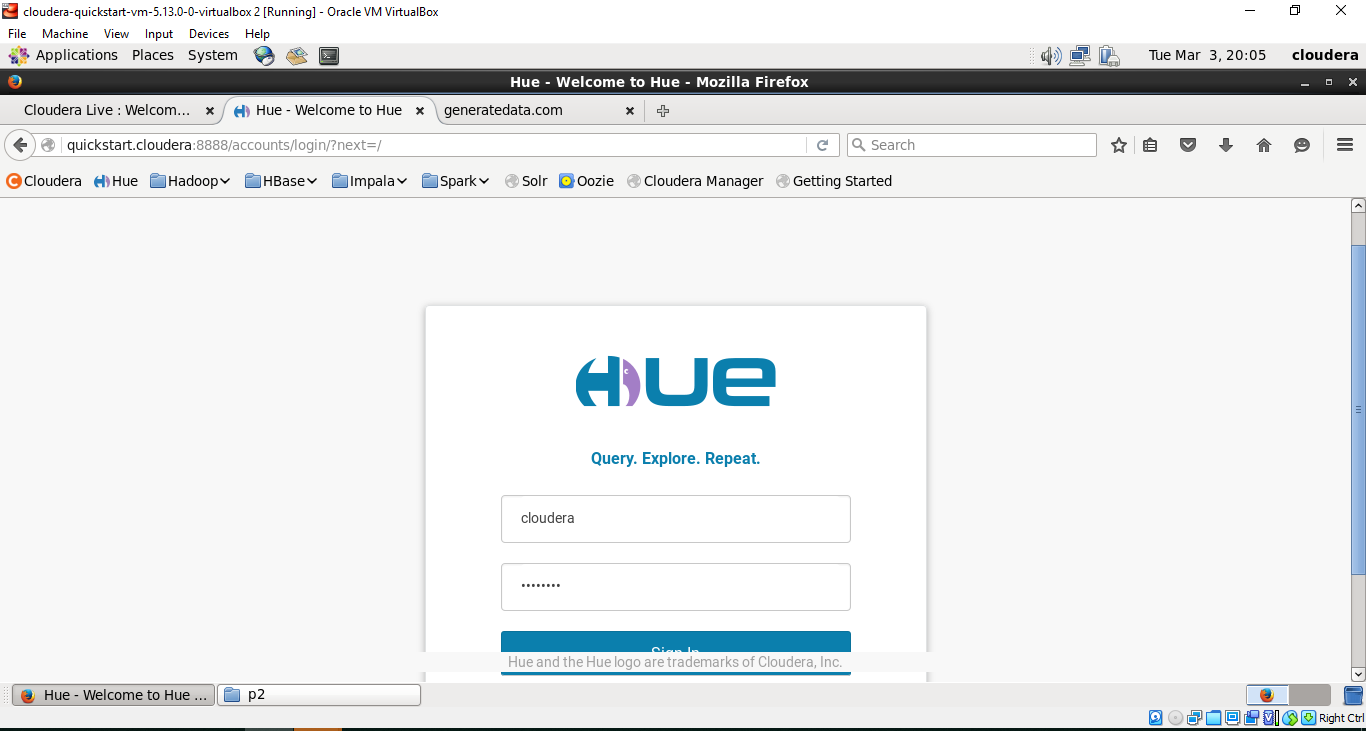 cloudera-quickstart-vm-5.13.0-0-virtualbox 2 [Running] - Oracle VM VirtualBox
File Machine View Input Devices Help
Applications Places System Tue Mar 3, 20:05 cloudera
Hue - Welcome to Hue - Mozilla Firefox
Cloudera Live : Welcom... Hue - Welcome to Hue generatedata.com
quickstart.cloudera:8888/accounts/login/?next=/ Search
Cloudera Hue Hadoop HBase Impala Spark Solr Oozie Cloudera Manager Getting Started
HUE
Query. Explore. Repeat.
cloudera
••••••••
Sign In
Hue and the Hue logo are trademarks of Cloudera, Inc.
Hue - Welcome to Hue ... p2
Right Ctrl